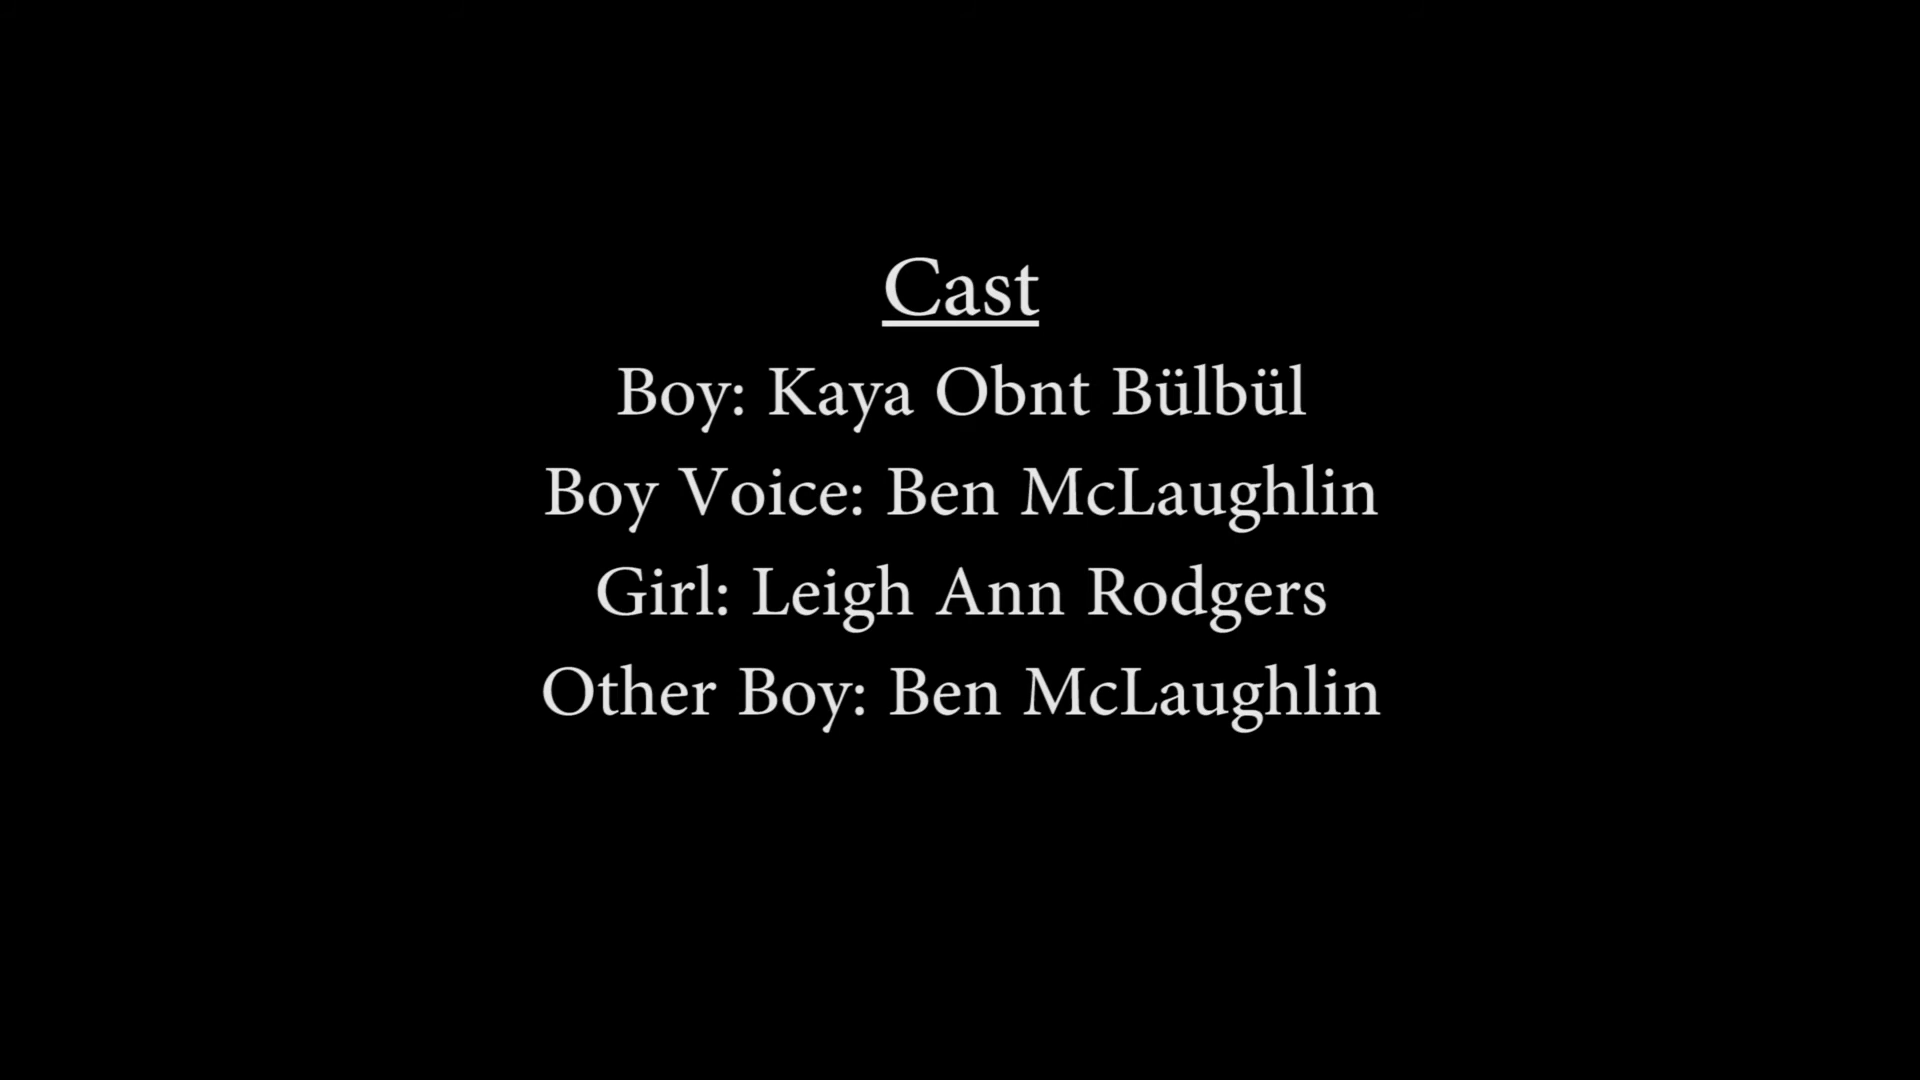 Cast
Boy: Kaya Obnt Bülbül
Boy Voice: Ben McLaughlin
Girl: Leigh Ann Rodgers
Other Boy: Ben McLaughlin